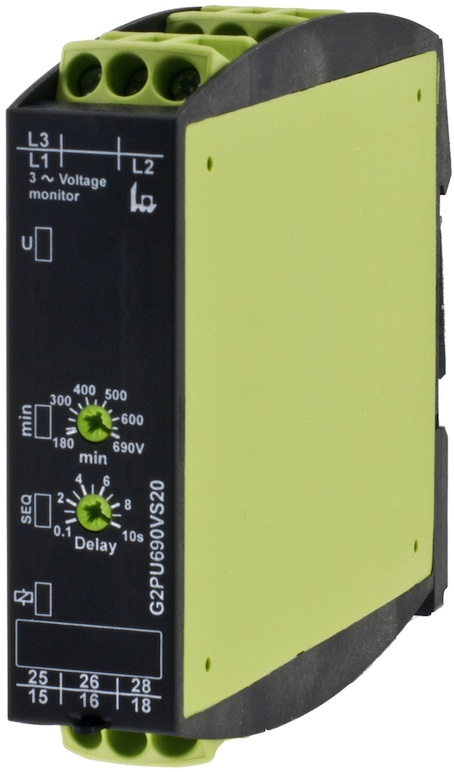 L3
L1 L2
3 ~ Voltage
monitor
U
400 500
300 600
180 690V
min
min
4 6
2 8
0.1 10s
SEQ
Delay
G2PU690VS20
25 26 28
15 16 18